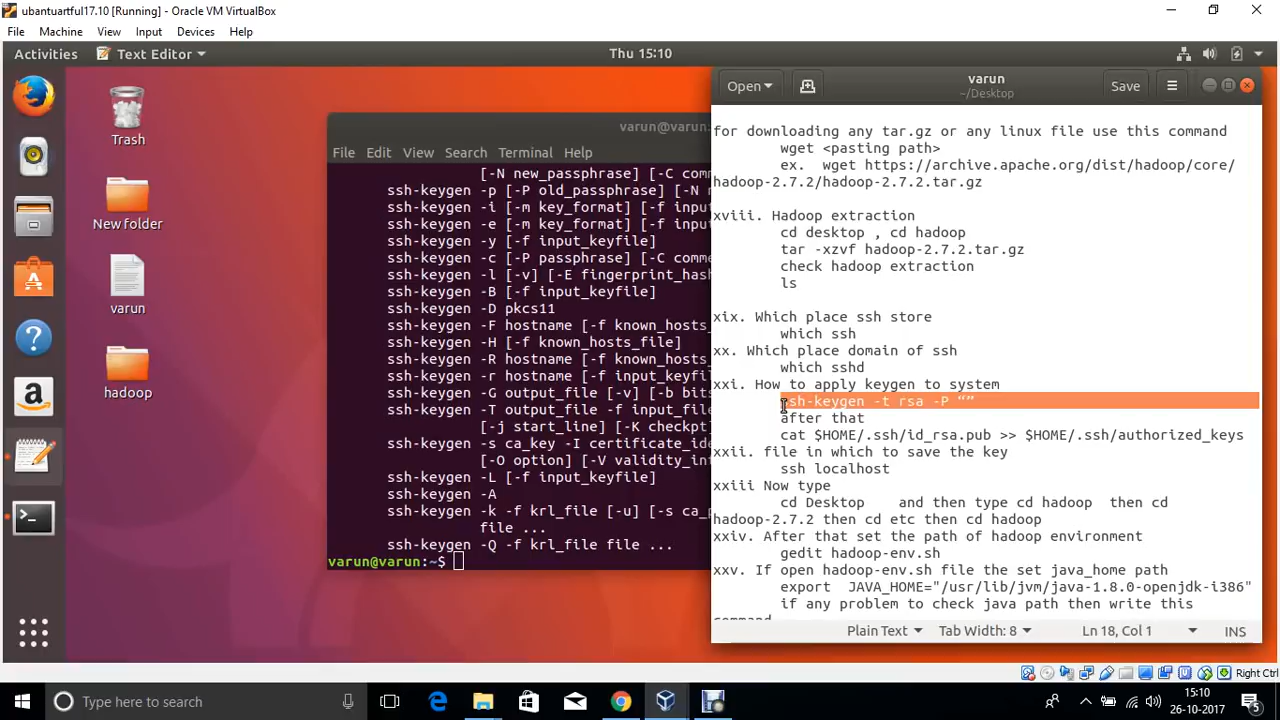 ubantuartful17.10 [Running] - Oracle VM VirtualBox
File Machine View Input Devices Help
Activities Text Editor Thu 15:10
Trash
New folder
varun
hadoop
varun@varun:
File Edit View Search Terminal Help
[-N new_passphrase] [-C comm
ssh-keygen -p [-P old_passphrase] [-N n
ssh-keygen -i [-m key_format] [-f input
ssh-keygen -e [-m key_format] [-f input
ssh-keygen -y [-f input_keyfile]
ssh-keygen -c [-P passphrase] [-C comme
ssh-keygen -l [-v] [-E fingerprint_hash
ssh-keygen -B [-f input_keyfile]
ssh-keygen -D pkcs11
ssh-keygen -F hostname [-f known_hosts_
ssh-keygen -H [-f known_hosts_file]
ssh-keygen -R hostname [-f known_hosts_
ssh-keygen -r hostname [-f input_keyfil
ssh-keygen -G output_file [-v] [-b bits
ssh-keygen -T output_file -f input_file
[-j start_line] [-K checkpt]
ssh-keygen -s ca_key -I certificate_ide
[-O option] [-V validity_inf
ssh-keygen -L [-f input_keyfile]
ssh-keygen -A
ssh-keygen -k -f krl_file [-u] [-s ca_p
file ...
ssh-keygen -Q -f krl_file file ...
varun@varun:~$
Open varun Save
~/Desktop
for downloading any tar.gz or any linux file use this command
wget <pasting path>
ex. wget https://archive.apache.org/dist/hadoop/core/
hadoop-2.7.2/hadoop-2.7.2.tar.gz
xviii. Hadoop extraction
cd desktop , cd hadoop
tar -xzvf hadoop-2.7.2.tar.gz
check hadoop extraction
ls
xix. Which place ssh store
which ssh
xx. Which place domain of ssh
which sshd
xxi. How to apply keygen to system
ssh-keygen -t rsa -P “”
after that
cat $HOME/.ssh/id_rsa.pub >> $HOME/.ssh/authorized_keys
xxii. file in which to save the key
ssh localhost
xxiii Now type
cd Desktop and then type cd hadoop then cd
hadoop-2.7.2 then cd etc then cd hadoop
xxiv. After that set the path of hadoop environment
gedit hadoop-env.sh
xxv. If open hadoop-env.sh file the set java_home path
export JAVA_HOME="/usr/lib/jvm/java-1.8.0-openjdk-i386"
if any problem to check java path then write this
command
Plain Text Tab Width: 8 Ln 18, Col 1 INS
Right Ctrl
Type here to search
15:10
26-10-2017
5